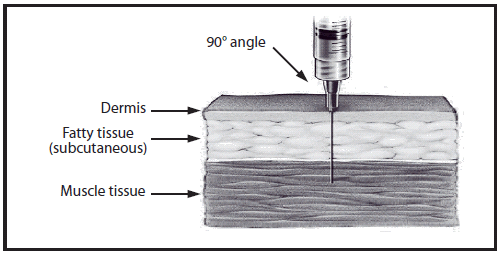 90° angle
Dermis
Fatty tissue
(subcutaneous)
Muscle tissue